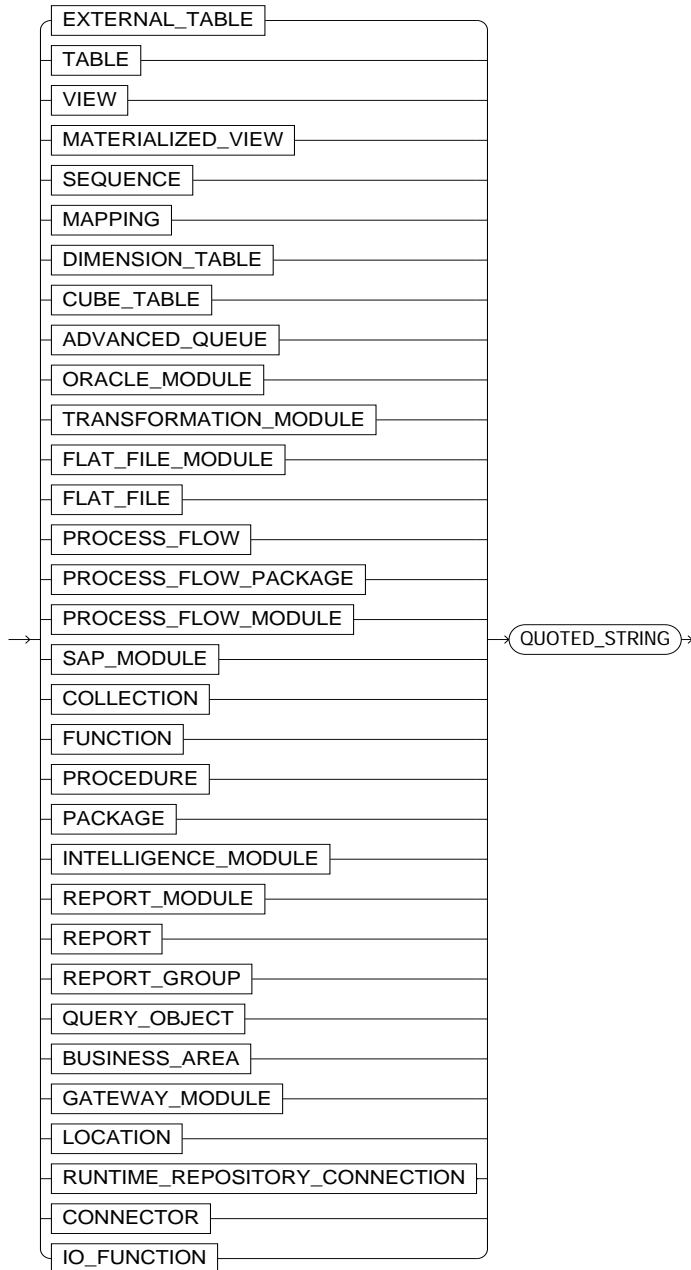 EXTERNAL_TABLE
TABLE
VIEW
MATERIALIZED_VIEW
SEQUENCE
MAPPING
DIMENSION_TABLE
CUBE_TABLE
ADVANCED_QUEUE
ORACLE_MODULE
TRANSFORMATION_MODULE
FLAT_FILE_MODULE
FLAT_FILE
PROCESS_FLOW
PROCESS_FLOW_PACKAGE
PROCESS_FLOW_MODULE
QUOTED_STRING
SAP_MODULE
COLLECTION
FUNCTION
PROCEDURE
PACKAGE
INTELLIGENCE_MODULE
REPORT_MODULE
REPORT
REPORT_GROUP
QUERY_OBJECT
BUSINESS_AREA
GATEWAY_MODULE
LOCATION
RUNTIME_REPOSITORY_CONNECTION
CONNECTOR
IO_FUNCTION